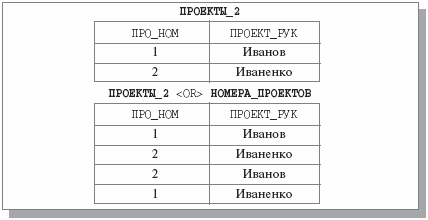 ПРОЕКТЫ_2
ПРО_НОМ ПРОЕКТ_РУК
1 Иванов
2 Иваненко
ПРОЕКТЫ_2 <OR> НОМЕРА_ПРОЕКТОВ
ПРО_НОМ ПРОЕКТ_РУК
1 Иванов
2 Иваненко
2 Иванов
1 Иваненко